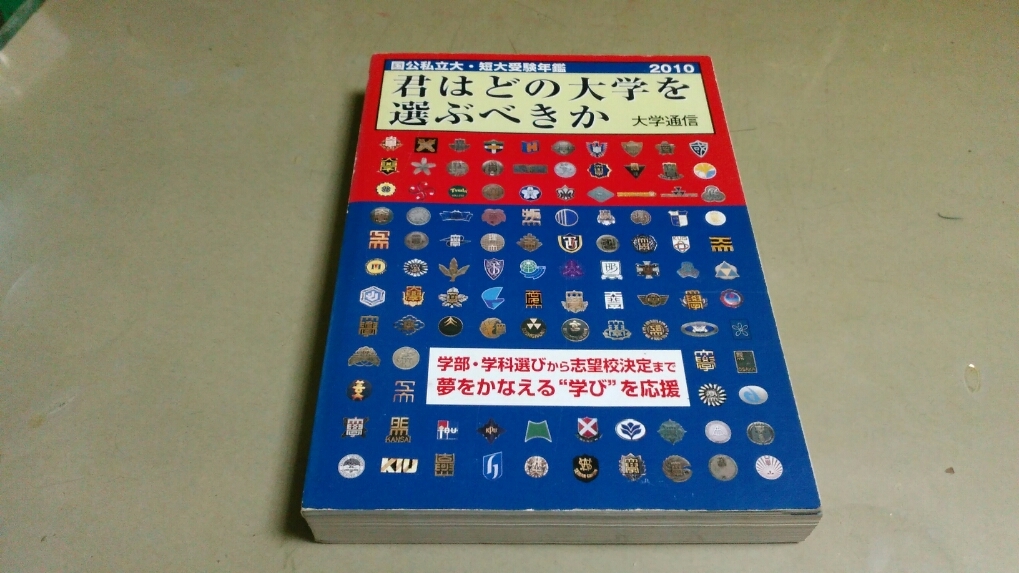 国公私立大・短大受験年鑑 2010
君はどの大学を
選ぶべきか 大学通信
学部・学科選びから志望校決定まで
夢をかなえる“学び”を応援
KANSAI
KIU